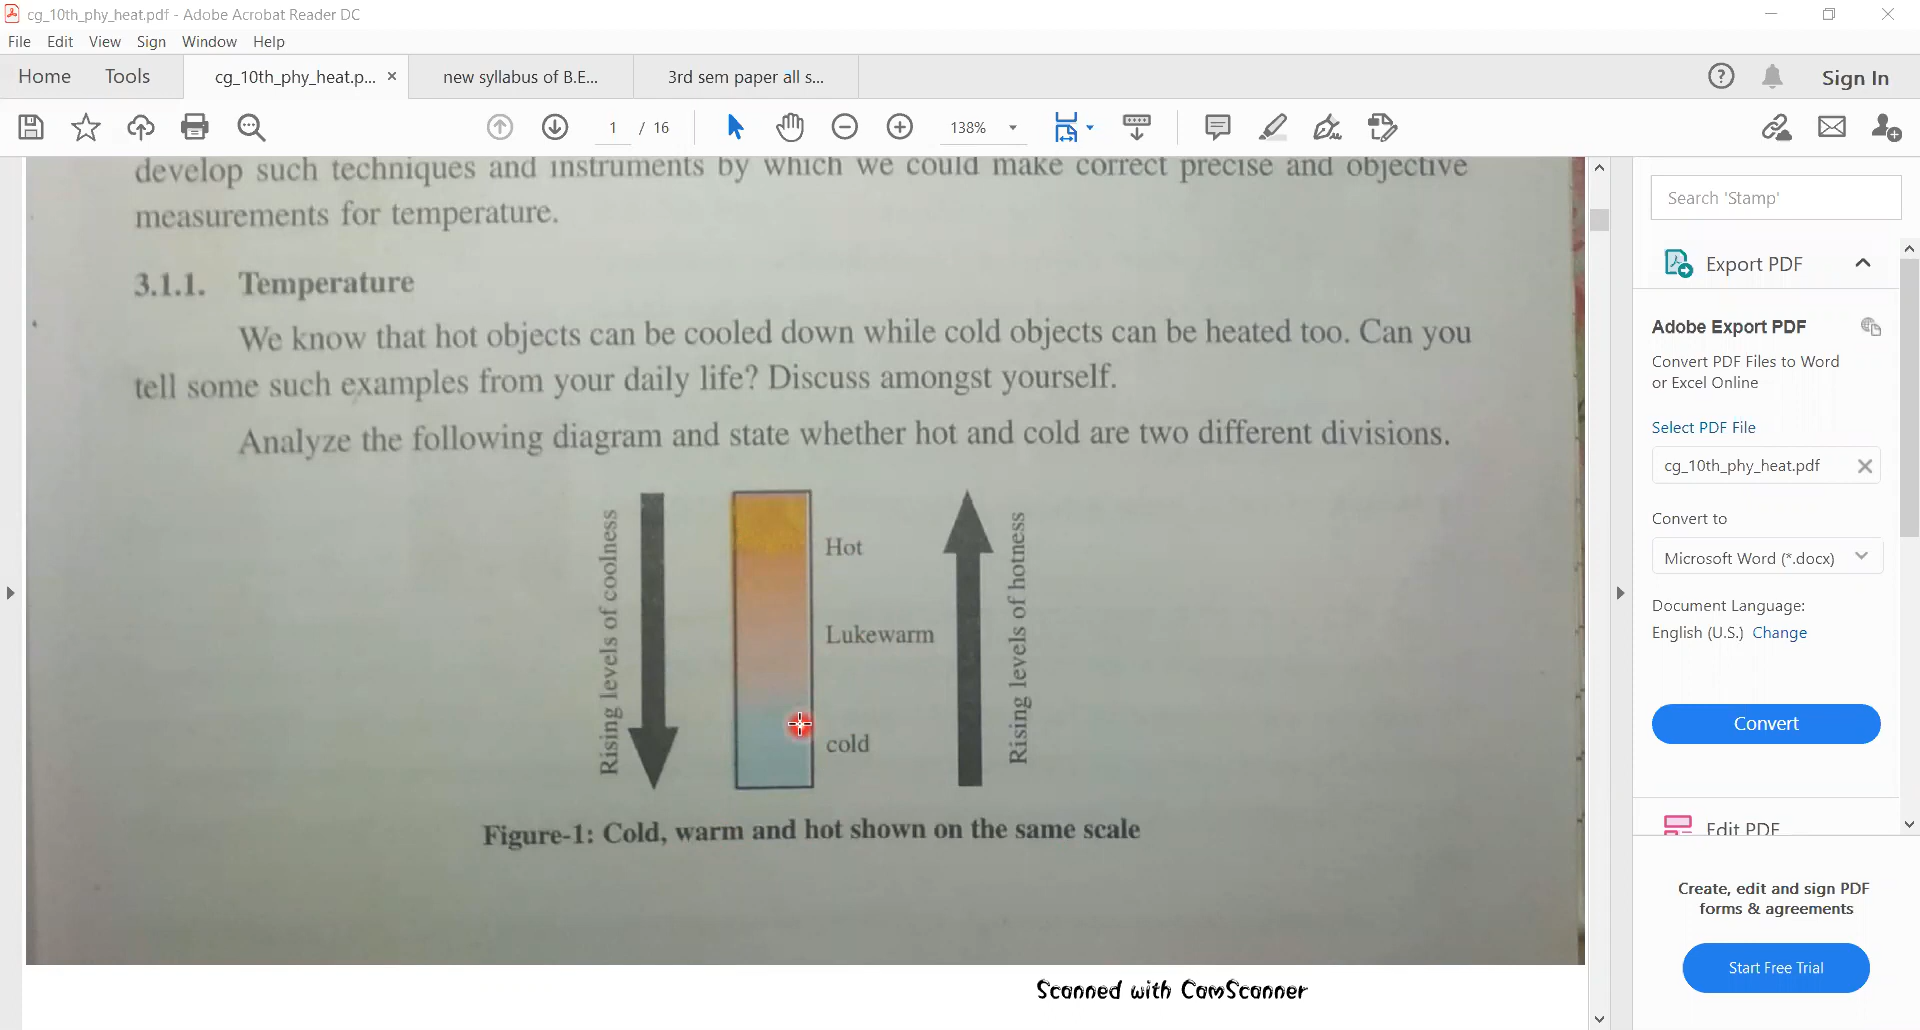 cg_10th_phy_heat.pdf - Adobe Acrobat Reader DC
File Edit View Sign Window Help
Home Tools cg_10th_phy_heat.p... × new syllabus of B.E... 3rd sem paper all s... Sign In
1 / 16 138%
develop such techniques and instruments by which we could make correct precise and objective
measurements for temperature.
3.1.1. Temperature
We know that hot objects can be cooled down while cold objects can be heated too. Can you
tell some such examples from your daily life? Discuss amongst yourself.
Analyze the following diagram and state whether hot and cold are two different divisions.
Rising levels of coolness
Hot
Lukewarm
cold
Rising levels of hotness
Figure-1: Cold, warm and hot shown on the same scale
Scanned with CamScanner
Search 'Stamp'
Export PDF
Adobe Export PDF
Convert PDF Files to Word
or Excel Online
Select PDF File
cg_10th_phy_heat.pdf
Convert to
Microsoft Word (*.docx)
Document Language:
English (U.S.) Change
Convert
Edit PDF
Create, edit and sign PDF
forms & agreements
Start Free Trial